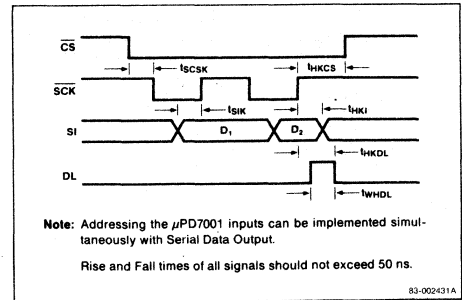 CS
tSCSK
tHKCS
SCK
tSIK
tHKI
SI
D1
D2
tHKDL
DL
tWHDL
Note: Addressing the μPD7001 inputs can be implemented simul-
taneously with Serial Data Output.
Rise and Fall times of all signals should not exceed 50 ns.
83-002431A